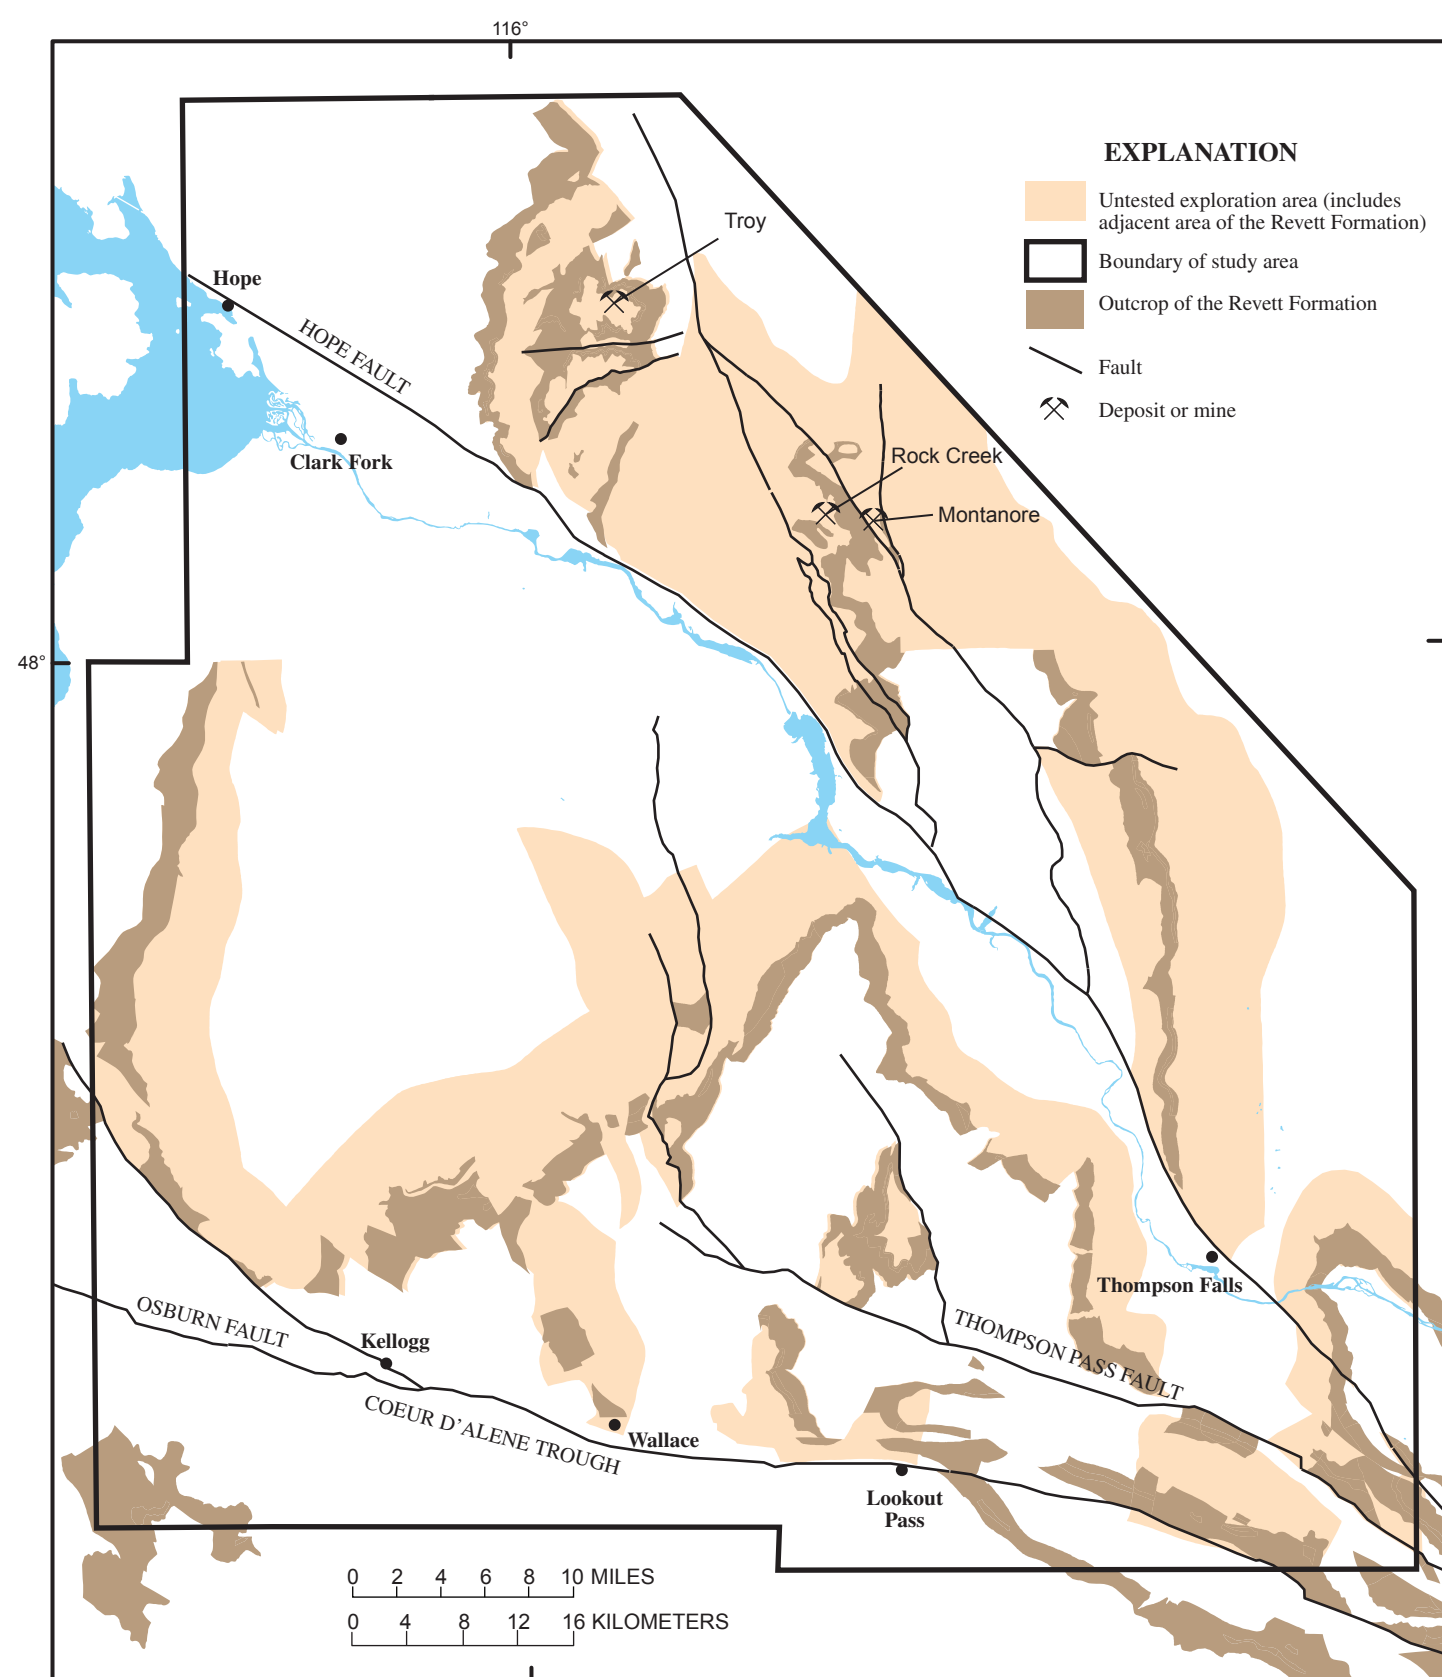 116°
EXPLANATION
Untested exploration area (includes
adjacent area of the Revett Formation)
Boundary of study area
Outcrop of the Revett Formation
Fault
Deposit or mine
Troy
Hope
HOPE FAULT
Clark Fork
Rock Creek
Montanore
48°
Thompson Falls
OSBURN FAULT
Kellogg
THOMPSON PASS FAULT
COEUR D’ALENE TROUGH
Wallace
Lookout
Pass
0 2 4 6 8 10 MILES
0 4 8 12 16 KILOMETERS